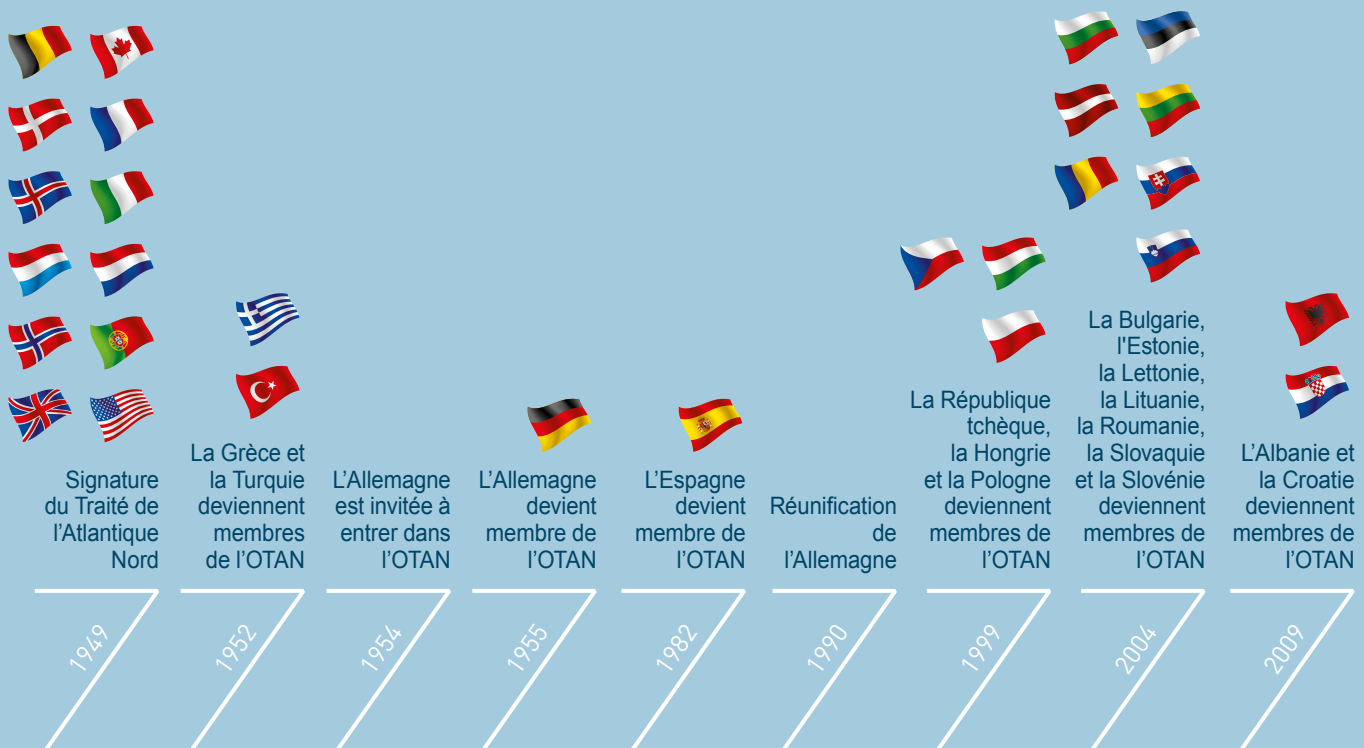 Signature
du Traité de
l’Atlantique
Nord
1949
La Grèce et
la Turquie
deviennent
membres
de l’OTAN
1952
L’Allemagne
est invitée à
entrer dans
l’OTAN
1954
L’Allemagne
devient
membre de
l’OTAN
1955
L’Espagne
devient
membre de
l’OTAN
1982
Réunification
de
l’Allemagne
1990
La République
tchèque,
la Hongrie
et la Pologne
deviennent
membres de
l’OTAN
1999
La Bulgarie,
l'Estonie,
la Lettonie,
la Lituanie,
la Roumanie,
la Slovaquie
et la Slovénie
deviennent
membres de
l’OTAN
2004
L’Albanie et
la Croatie
deviennent
membres de
l’OTAN
2009